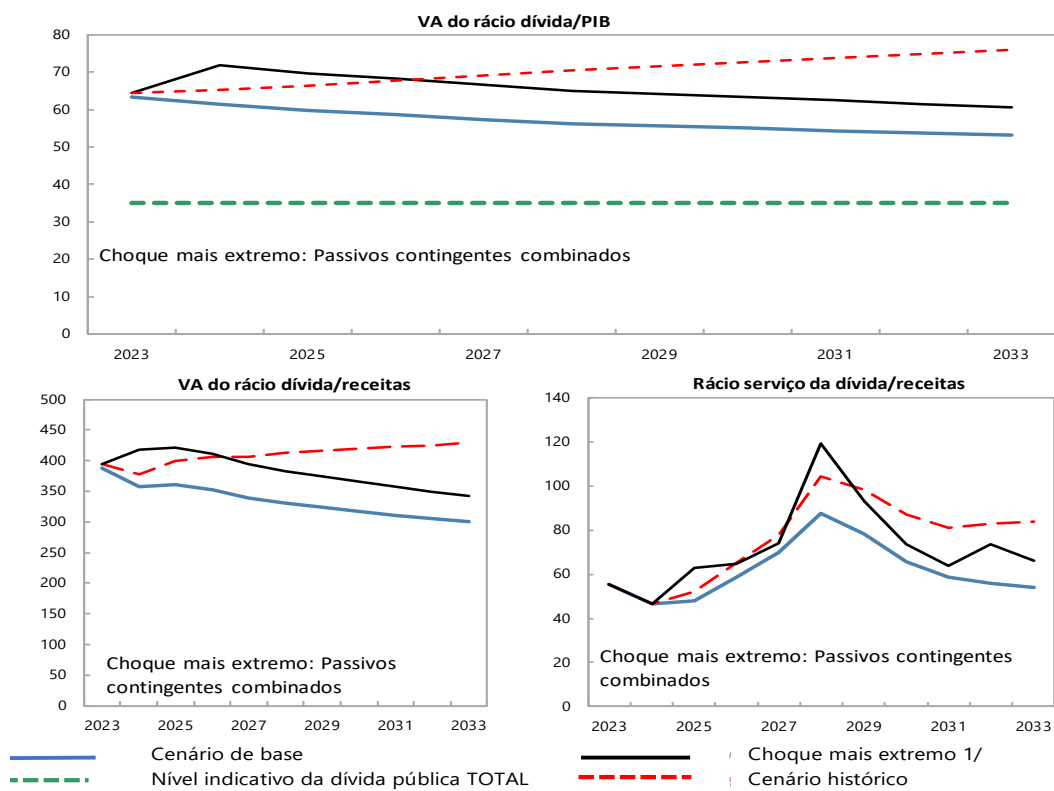 VA do rácio dívida/PIB
80
70
60
50
40
30
20
10
0
Choque mais extremo: Passivos contingentes combinados
2023 2025 2027 2029 2031 2033
VA do rácio dívida/receitas
500
450
400
350
300
250
200
150
100
50
0
Choque mais extremo: Passivos
contingentes combinados
2023 2025 2027 2029 2031 2033
Rácio serviço da dívida/receitas
140
120
100
80
60
40
20
0
Choque mais extremo: Passivos contingentes
combinados
2023 2025 2027 2029 2031 2033
Cenário de base
Choque mais extremo 1/
Nível indicativo da dívida pública TOTAL
Cenário histórico